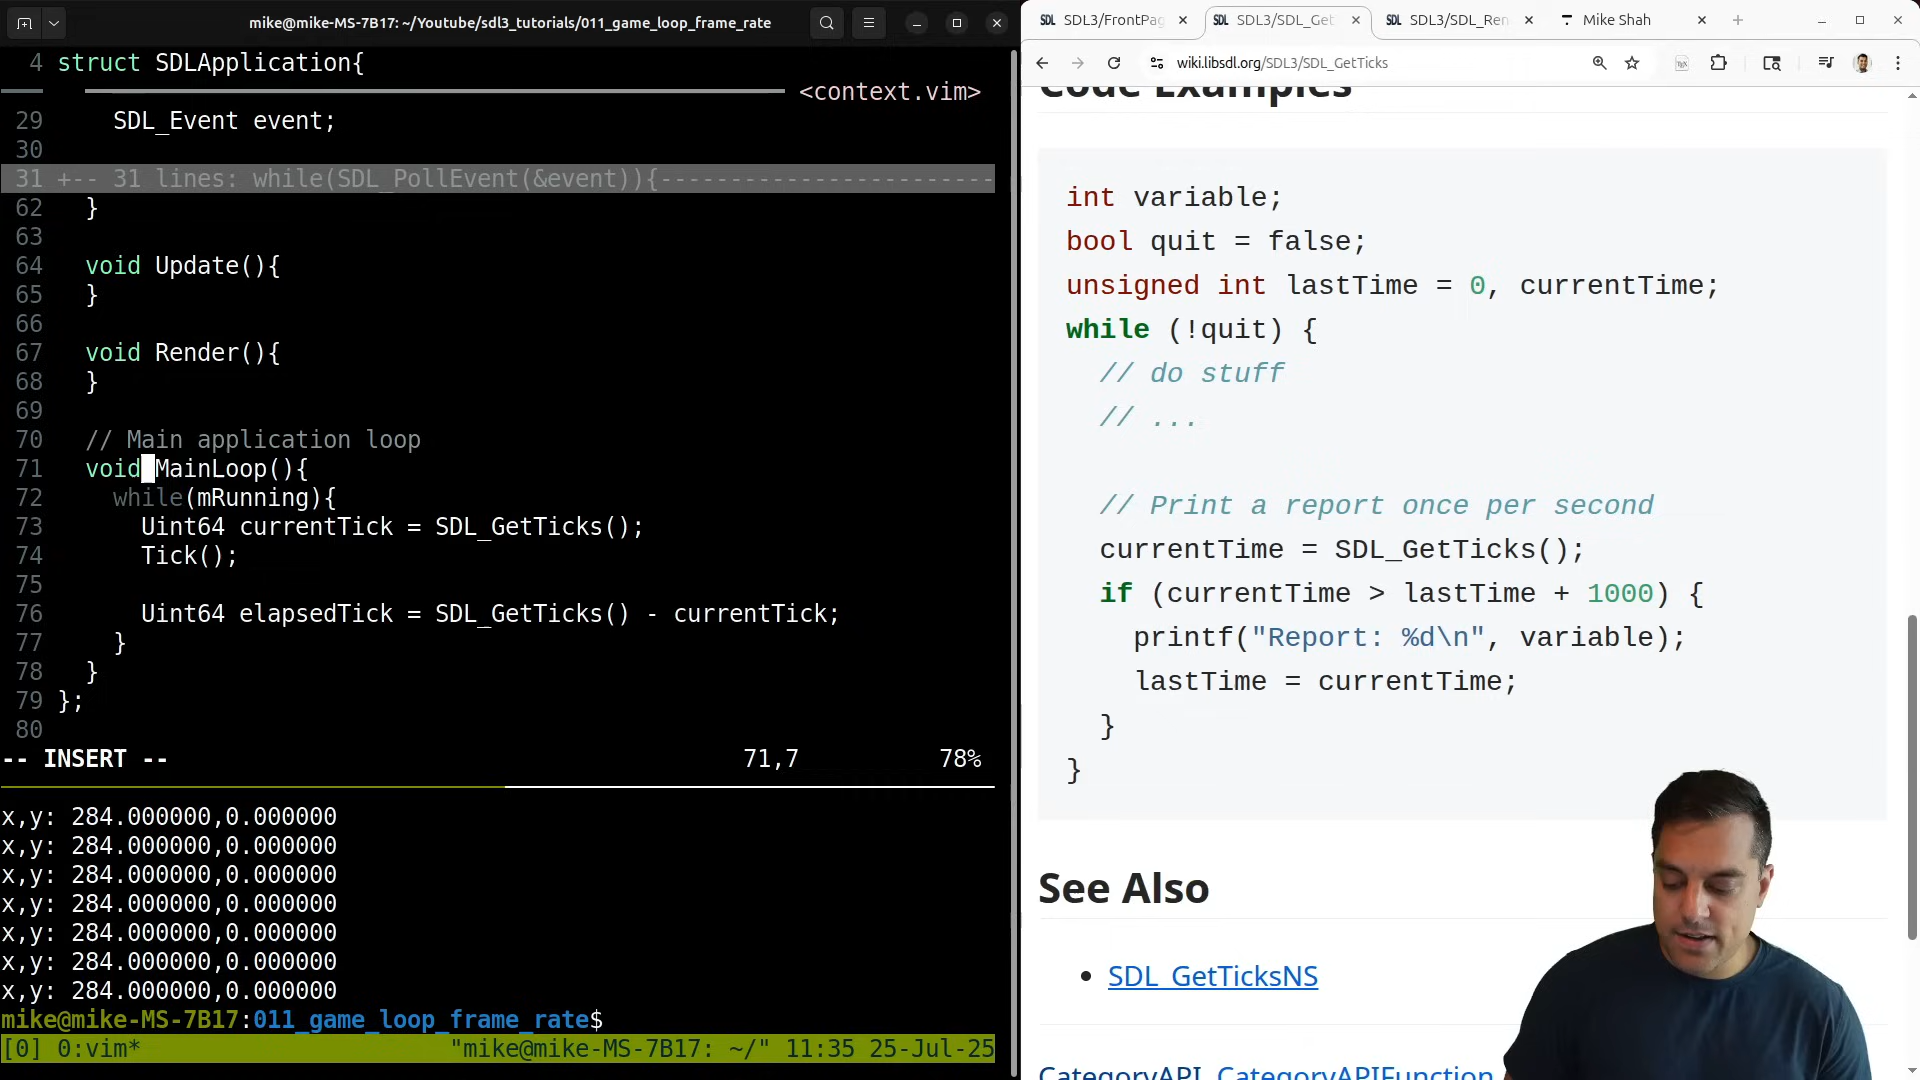 mike@mike-MS-7B17: ~/Youtube/sdl3_tutorials/011_game_loop_frame_rate
4 struct SDLApplication{
<context.vim>
29     SDL_Event event;
30
31 +-- 31 lines: while(SDL_PollEvent(&event)){------------------------
62   }
63
64   void Update(){
65   }
66
67   void Render(){
68   }
69
70   // Main application loop
71   void MainLoop(){
72     while(mRunning){
73       Uint64 currentTick = SDL_GetTicks();
74       Tick();
75
76       Uint64 elapsedTick = SDL_GetTicks() - currentTick;
77     }
78   }
79 };
80
-- INSERT --    71,7    78%
x,y: 284.000000,0.000000
x,y: 284.000000,0.000000
x,y: 284.000000,0.000000
x,y: 284.000000,0.000000
x,y: 284.000000,0.000000
x,y: 284.000000,0.000000
x,y: 284.000000,0.000000
mike@mike-MS-7B17:011_game_loop_frame_rate$
[0] 0:vim*    "mike@mike-MS-7B17: ~/" 11:35 25-Jul-25
SDL3/FrontPag SDL3/SDL_Get SDL3/SDL_Ren Mike Shah
wiki.libsdl.org/SDL3/SDL_GetTicks
Code Examples
int variable;
bool quit = false;
unsigned int lastTime = 0, currentTime;
while (!quit) {
  // do stuff
  // ...
  // Print a report once per second
  currentTime = SDL_GetTicks();
  if (currentTime > lastTime + 1000) {
    printf("Report: %d\n", variable);
    lastTime = currentTime;
  }
}
See Also
• SDL_GetTicksNS
CategoryAPI, CategoryAPIFunction